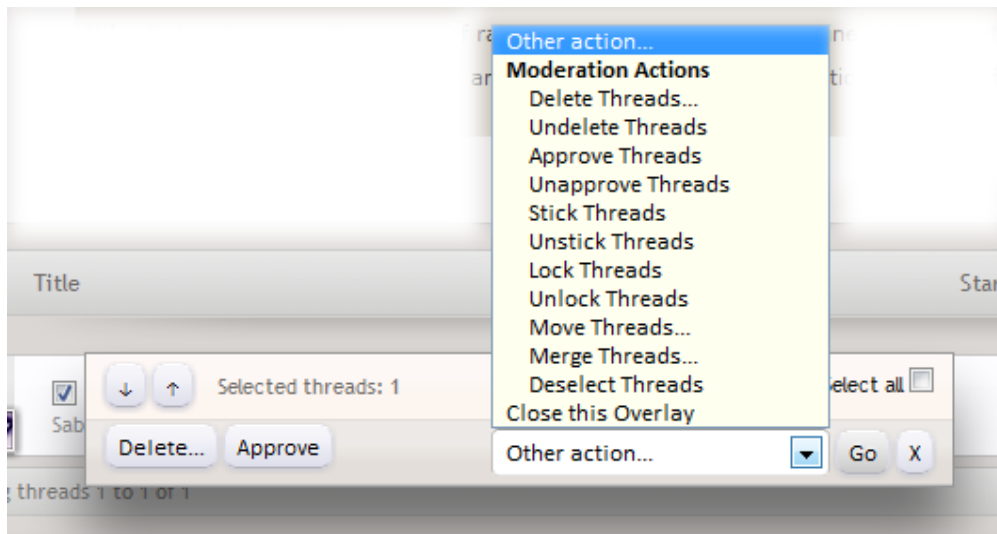 Other action...
Moderation Actions
Delete Threads...
Undelete Threads
Approve Threads
Unapprove Threads
Stick Threads
Unstick Threads
Lock Threads
Unlock Threads
Move Threads...
Merge Threads...
Deselect Threads
Close this Overlay
Title
↓ ↑ Selected threads: 1
Select all
Delete... Approve Other action... Go X
threads 1 to 1 of 1